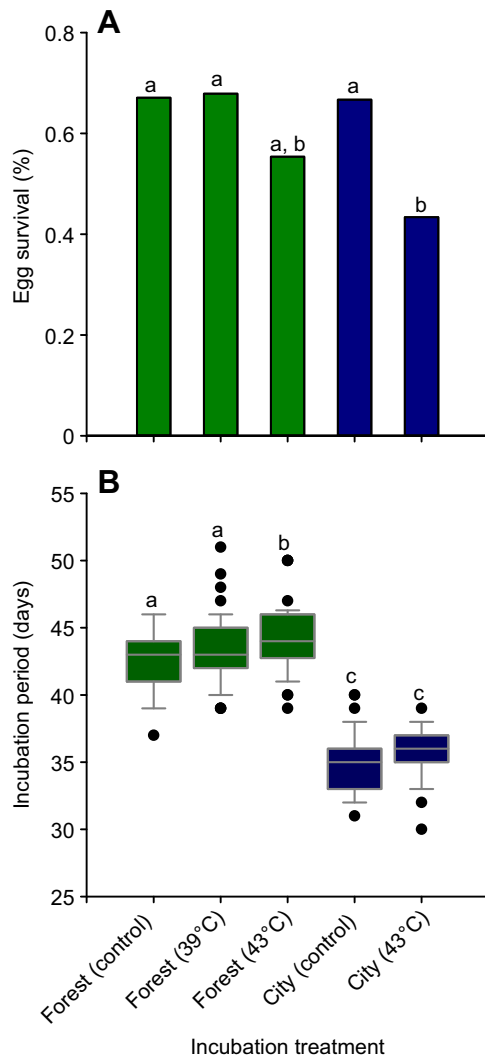 A
0.8
a
a
a
a, b
0.6
b
Egg survival (%)
0.4
0.2
0
B
55
a
b
50
a
45
c
c
40
Incubation period (days)
35
30
25
Forest (control)
Forest (39°C)
Forest (43°C)
City (control)
City (43°C)
Incubation treatment